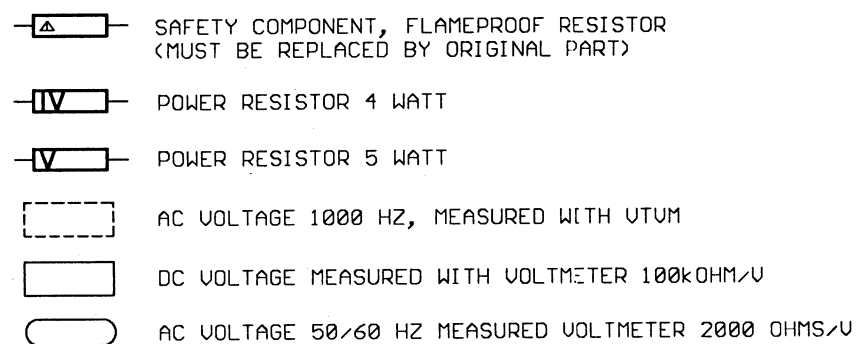 SAFETY COMPONENT, FLAMEPROOF RESISTOR
(MUST BE REPLACED BY ORIGINAL PART)
IV POWER RESISTOR 4 WATT
V POWER RESISTOR 5 WATT
AC VOLTAGE 1000 HZ, MEASURED WITH VTVM
DC VOLTAGE MEASURED WITH VOLTMETER 100kOHM/V
AC VOLTAGE 50/60 HZ MEASURED VOLTMETER 2000 OHMS/V